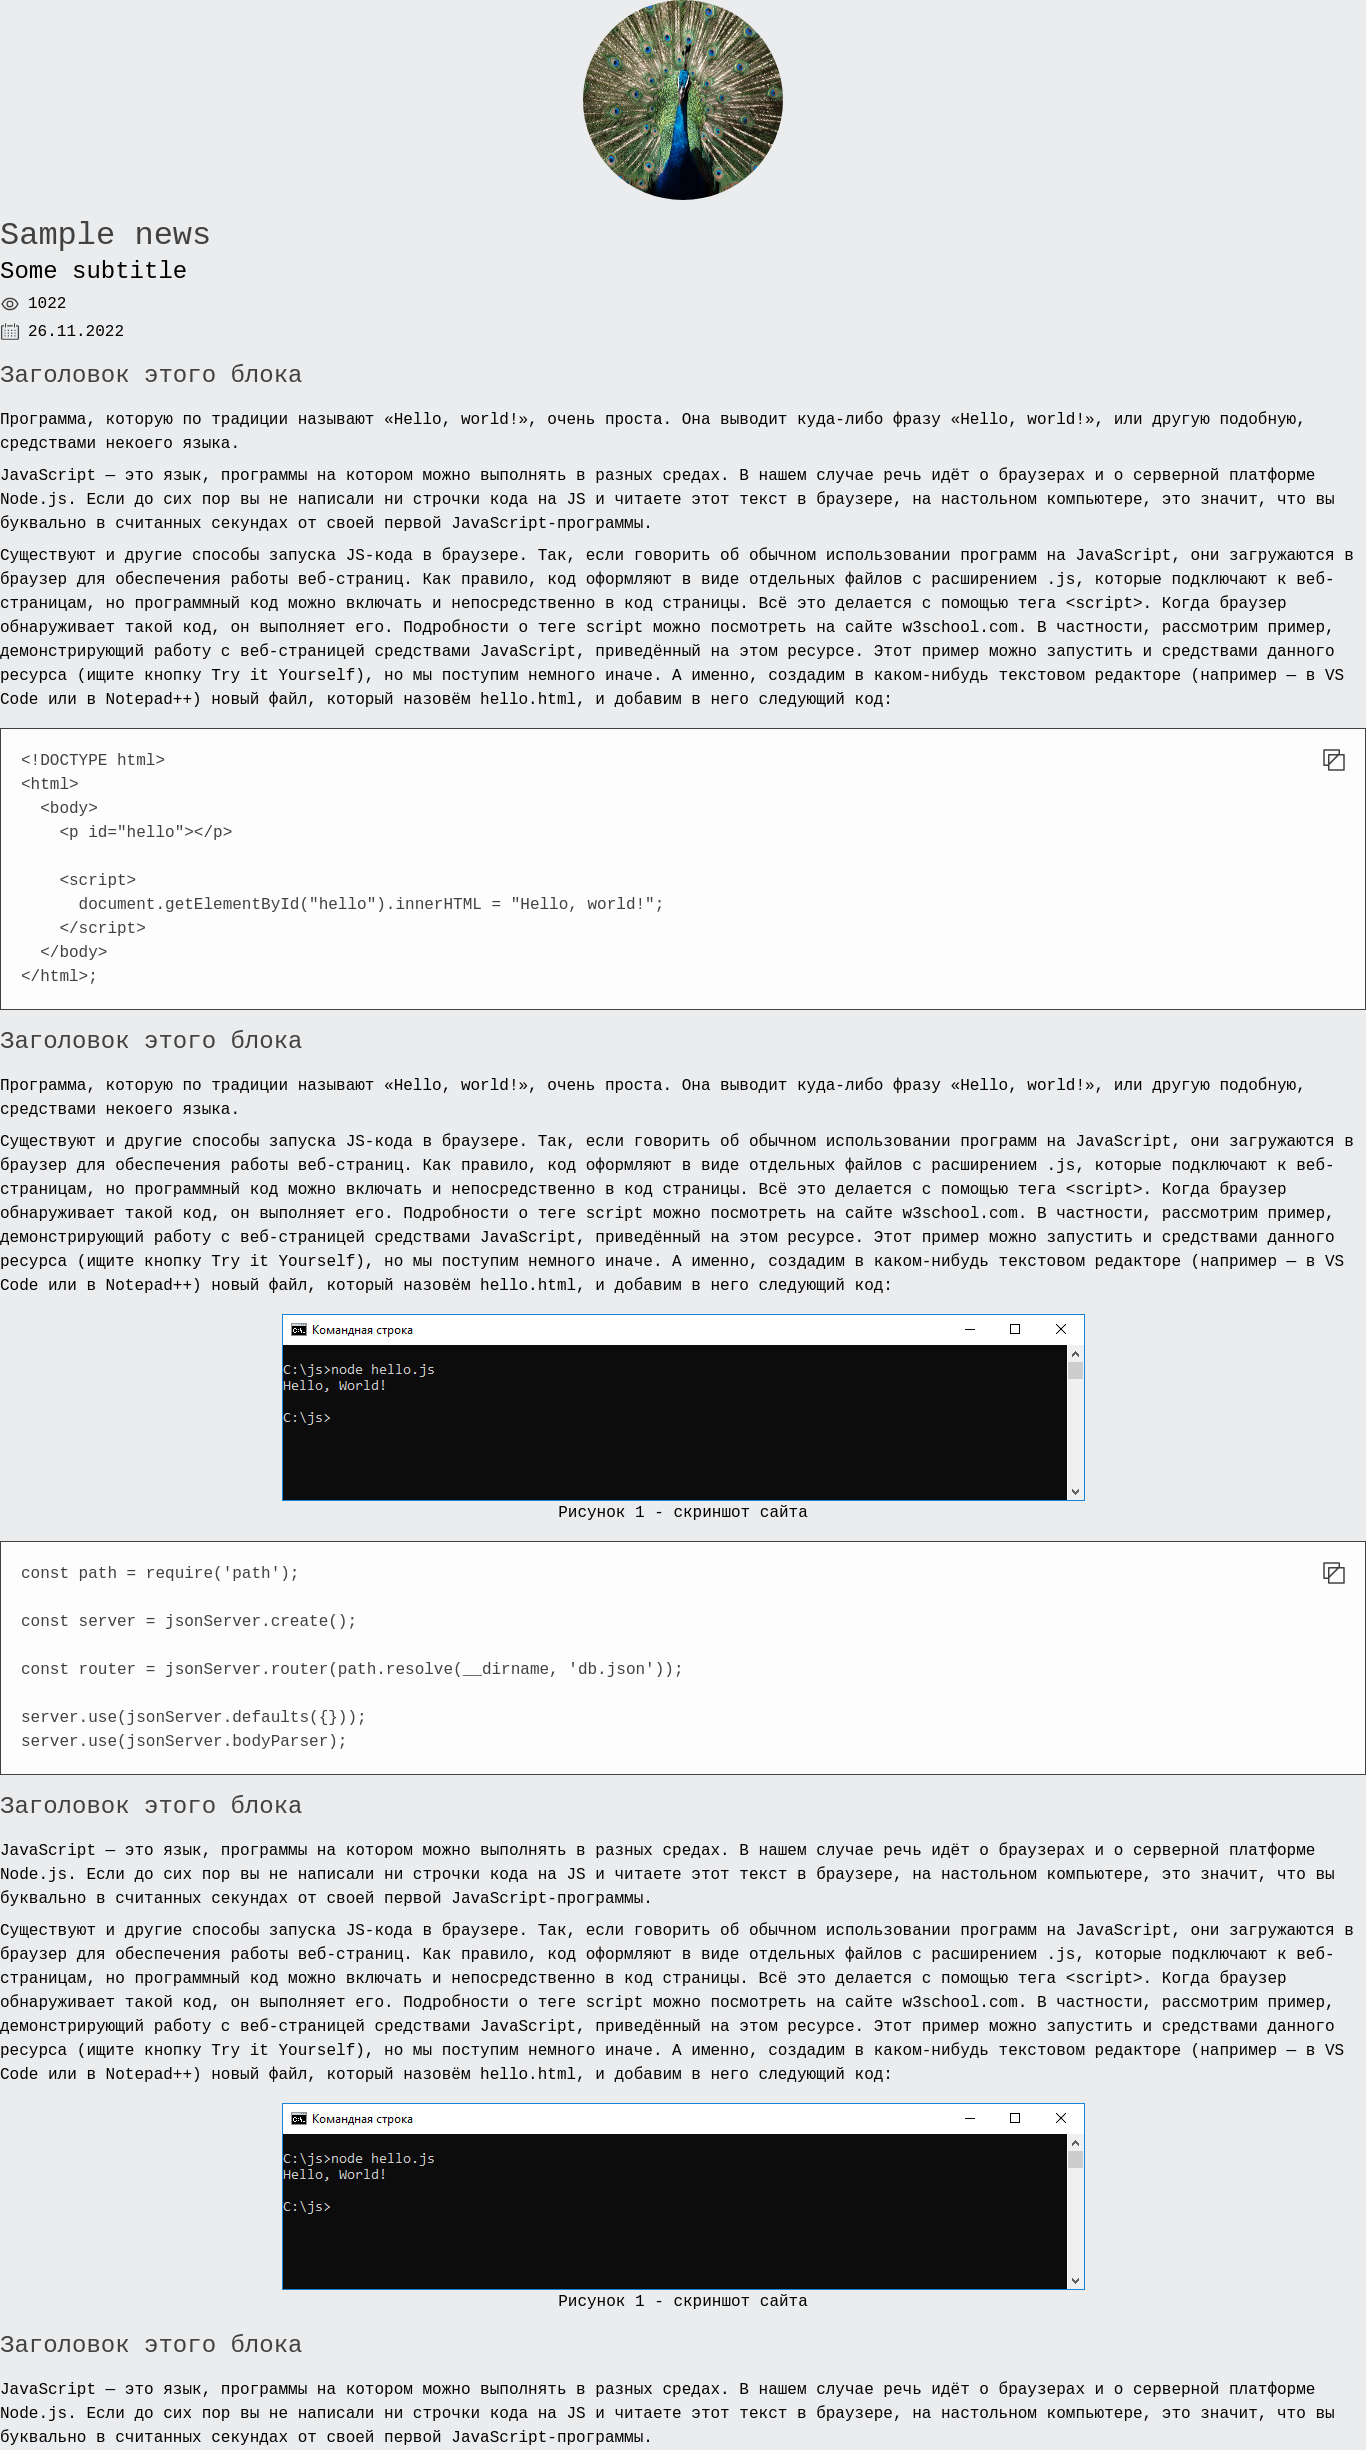 Sample news
Some subtitle
1022
26.11.2022
Заголовок этого блока
Программа, которую по традиции называют «Hello, world!», очень проста. Она выводит куда-либо фразу «Hello, world!», или другую подобную,
средствами некоего языка.
JavaScript — это язык, программы на котором можно выполнять в разных средах. В нашем случае речь идёт о браузерах и о серверной платформе
Node.js. Если до сих пор вы не написали ни строчки кода на JS и читаете этот текст в браузере, на настольном компьютере, это значит, что вы
буквально в считанных секундах от своей первой JavaScript-программы.
Существуют и другие способы запуска JS-кода в браузере. Так, если говорить об обычном использовании программ на JavaScript, они загружаются в
браузер для обеспечения работы веб-страниц. Как правило, код оформляют в виде отдельных файлов с расширением .js, которые подключают к веб-
страницам, но программный код можно включать и непосредственно в код страницы. Всё это делается с помощью тега <script>. Когда браузер
обнаруживает такой код, он выполняет его. Подробности о теге script можно посмотреть на сайте w3school.com. В частности, рассмотрим пример,
демонстрирующий работу с веб-страницей средствами JavaScript, приведённый на этом ресурсе. Этот пример можно запустить и средствами данного
ресурса (ищите кнопку Try it Yourself), но мы поступим немного иначе. А именно, создадим в каком-нибудь текстовом редакторе (например — в VS
Code или в Notepad++) новый файл, который назовём hello.html, и добавим в него следующий код:
<!DOCTYPE html>
<html>
  <body>
    <p id="hello"></p>

    <script>
      document.getElementById("hello").innerHTML = "Hello, world!";
    </script>
  </body>
</html>;
Заголовок этого блока
Программа, которую по традиции называют «Hello, world!», очень проста. Она выводит куда-либо фразу «Hello, world!», или другую подобную,
средствами некоего языка.
Существуют и другие способы запуска JS-кода в браузере. Так, если говорить об обычном использовании программ на JavaScript, они загружаются в
браузер для обеспечения работы веб-страниц. Как правило, код оформляют в виде отдельных файлов с расширением .js, которые подключают к веб-
страницам, но программный код можно включать и непосредственно в код страницы. Всё это делается с помощью тега <script>. Когда браузер
обнаруживает такой код, он выполняет его. Подробности о теге script можно посмотреть на сайте w3school.com. В частности, рассмотрим пример,
демонстрирующий работу с веб-страницей средствами JavaScript, приведённый на этом ресурсе. Этот пример можно запустить и средствами данного
ресурса (ищите кнопку Try it Yourself), но мы поступим немного иначе. А именно, создадим в каком-нибудь текстовом редакторе (например — в VS
Code или в Notepad++) новый файл, который назовём hello.html, и добавим в него следующий код:
Командная строка
C:\js>node hello.js
Hello, World!
C:\js>
Рисунок 1 - скриншот сайта
const path = require('path');

const server = jsonServer.create();

const router = jsonServer.router(path.resolve(__dirname, 'db.json'));

server.use(jsonServer.defaults({}));
server.use(jsonServer.bodyParser);
Заголовок этого блока
JavaScript — это язык, программы на котором можно выполнять в разных средах. В нашем случае речь идёт о браузерах и о серверной платформе
Node.js. Если до сих пор вы не написали ни строчки кода на JS и читаете этот текст в браузере, на настольном компьютере, это значит, что вы
буквально в считанных секундах от своей первой JavaScript-программы.
Существуют и другие способы запуска JS-кода в браузере. Так, если говорить об обычном использовании программ на JavaScript, они загружаются в
браузер для обеспечения работы веб-страниц. Как правило, код оформляют в виде отдельных файлов с расширением .js, которые подключают к веб-
страницам, но программный код можно включать и непосредственно в код страницы. Всё это делается с помощью тега <script>. Когда браузер
обнаруживает такой код, он выполняет его. Подробности о теге script можно посмотреть на сайте w3school.com. В частности, рассмотрим пример,
демонстрирующий работу с веб-страницей средствами JavaScript, приведённый на этом ресурсе. Этот пример можно запустить и средствами данного
ресурса (ищите кнопку Try it Yourself), но мы поступим немного иначе. А именно, создадим в каком-нибудь текстовом редакторе (например — в VS
Code или в Notepad++) новый файл, который назовём hello.html, и добавим в него следующий код:
Командная строка
C:\js>node hello.js
Hello, World!
C:\js>
Рисунок 1 - скриншот сайта
Заголовок этого блока
JavaScript — это язык, программы на котором можно выполнять в разных средах. В нашем случае речь идёт о браузерах и о серверной платформе
Node.js. Если до сих пор вы не написали ни строчки кода на JS и читаете этот текст в браузере, на настольном компьютере, это значит, что вы
буквально в считанных секундах от своей первой JavaScript-программы.